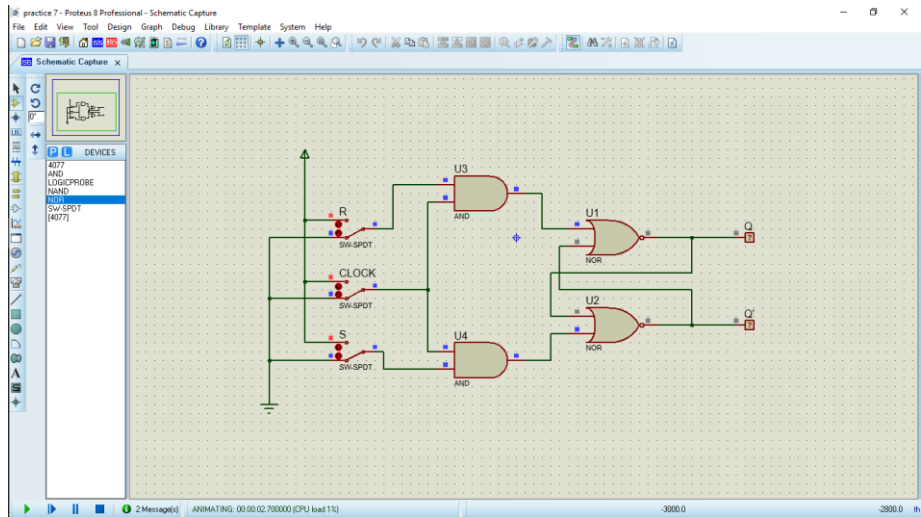 practice 7 - Proteus 8 Professional - Schematic Capture
File Edit View Tool Design Graph Debug Library Template System Help
Schematic Capture
0°
P L DEVICES
4077
AND
LOGICPROBE
NAND
NOR
SW-SPDT
[4077]
R
SW-SPDT
CLOCK
SW-SPDT
S
SW-SPDT
U3
AND
U4
AND
U1
NOR
U2
NOR
Q
?
Q'
?
2 Message(s) ANIMATING: 00:00:02.700000 (CPU load 1%) -3000.0 -2800.0 th